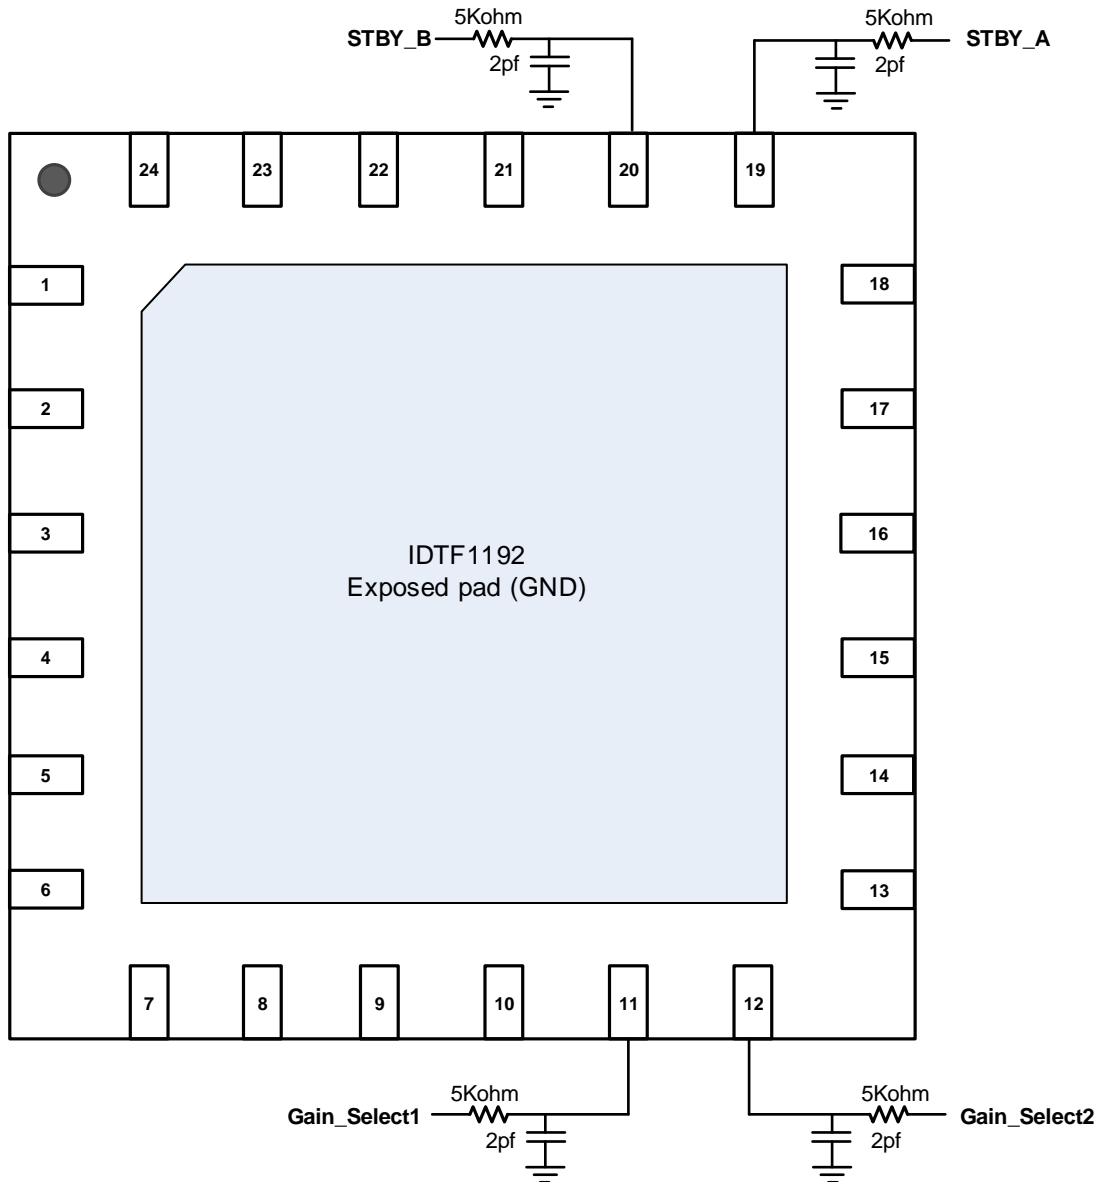 5Kohm
STBY_B
2pf
5Kohm
STBY_A
2pf
24
23
22
21
20
19
1
18
2
17
3
16
IDTF1192
Exposed pad (GND)
4
15
5
14
6
13
7
8
9
10
11
12
5Kohm
Gain_Select1
2pf
5Kohm
Gain_Select2
2pf